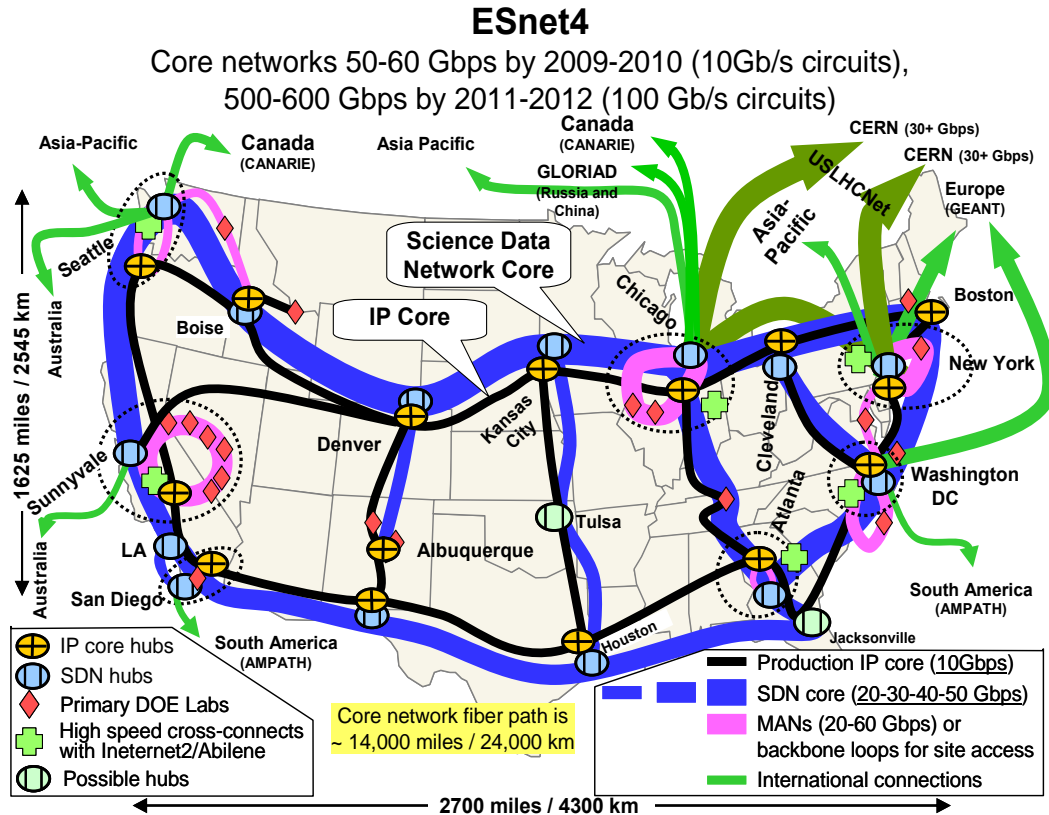 ESnet4
Core networks 50-60 Gbps by 2009-2010 (10Gb/s circuits),
500-600 Gbps by 2011-2012 (100 Gb/s circuits)
Asia-Pacific
Canada
(CANARIE)
Asia Pacific
Canada
(CANARIE)
GLORIAD
(Russia and
China)
CERN (30+ Gbps)
CERN (30+ Gbps)
USLHCNet
Europe
(GEANT)
Asia-
Pacific
Science Data
Network Core
IP Core
Seattle
Boise
Chicago
Boston
New York
Australia
1625 miles / 2545 km
Sunnyvale
Denver
Kansas
City
Cleveland
Washington
DC
Atlanta
Tulsa
LA
Albuquerque
San Diego
Australia
South America
(AMPATH)
South America
(AMPATH)
Houston
Jacksonville
IP core hubs
SDN hubs
Primary DOE Labs
High speed cross-connects
with Ineternet2/Abilene
Possible hubs
Core network fiber path is
~ 14,000 miles / 24,000 km
Production IP core (10Gbps)
SDN core (20-30-40-50 Gbps)
MANs (20-60 Gbps) or
backbone loops for site access
International connections
2700 miles / 4300 km